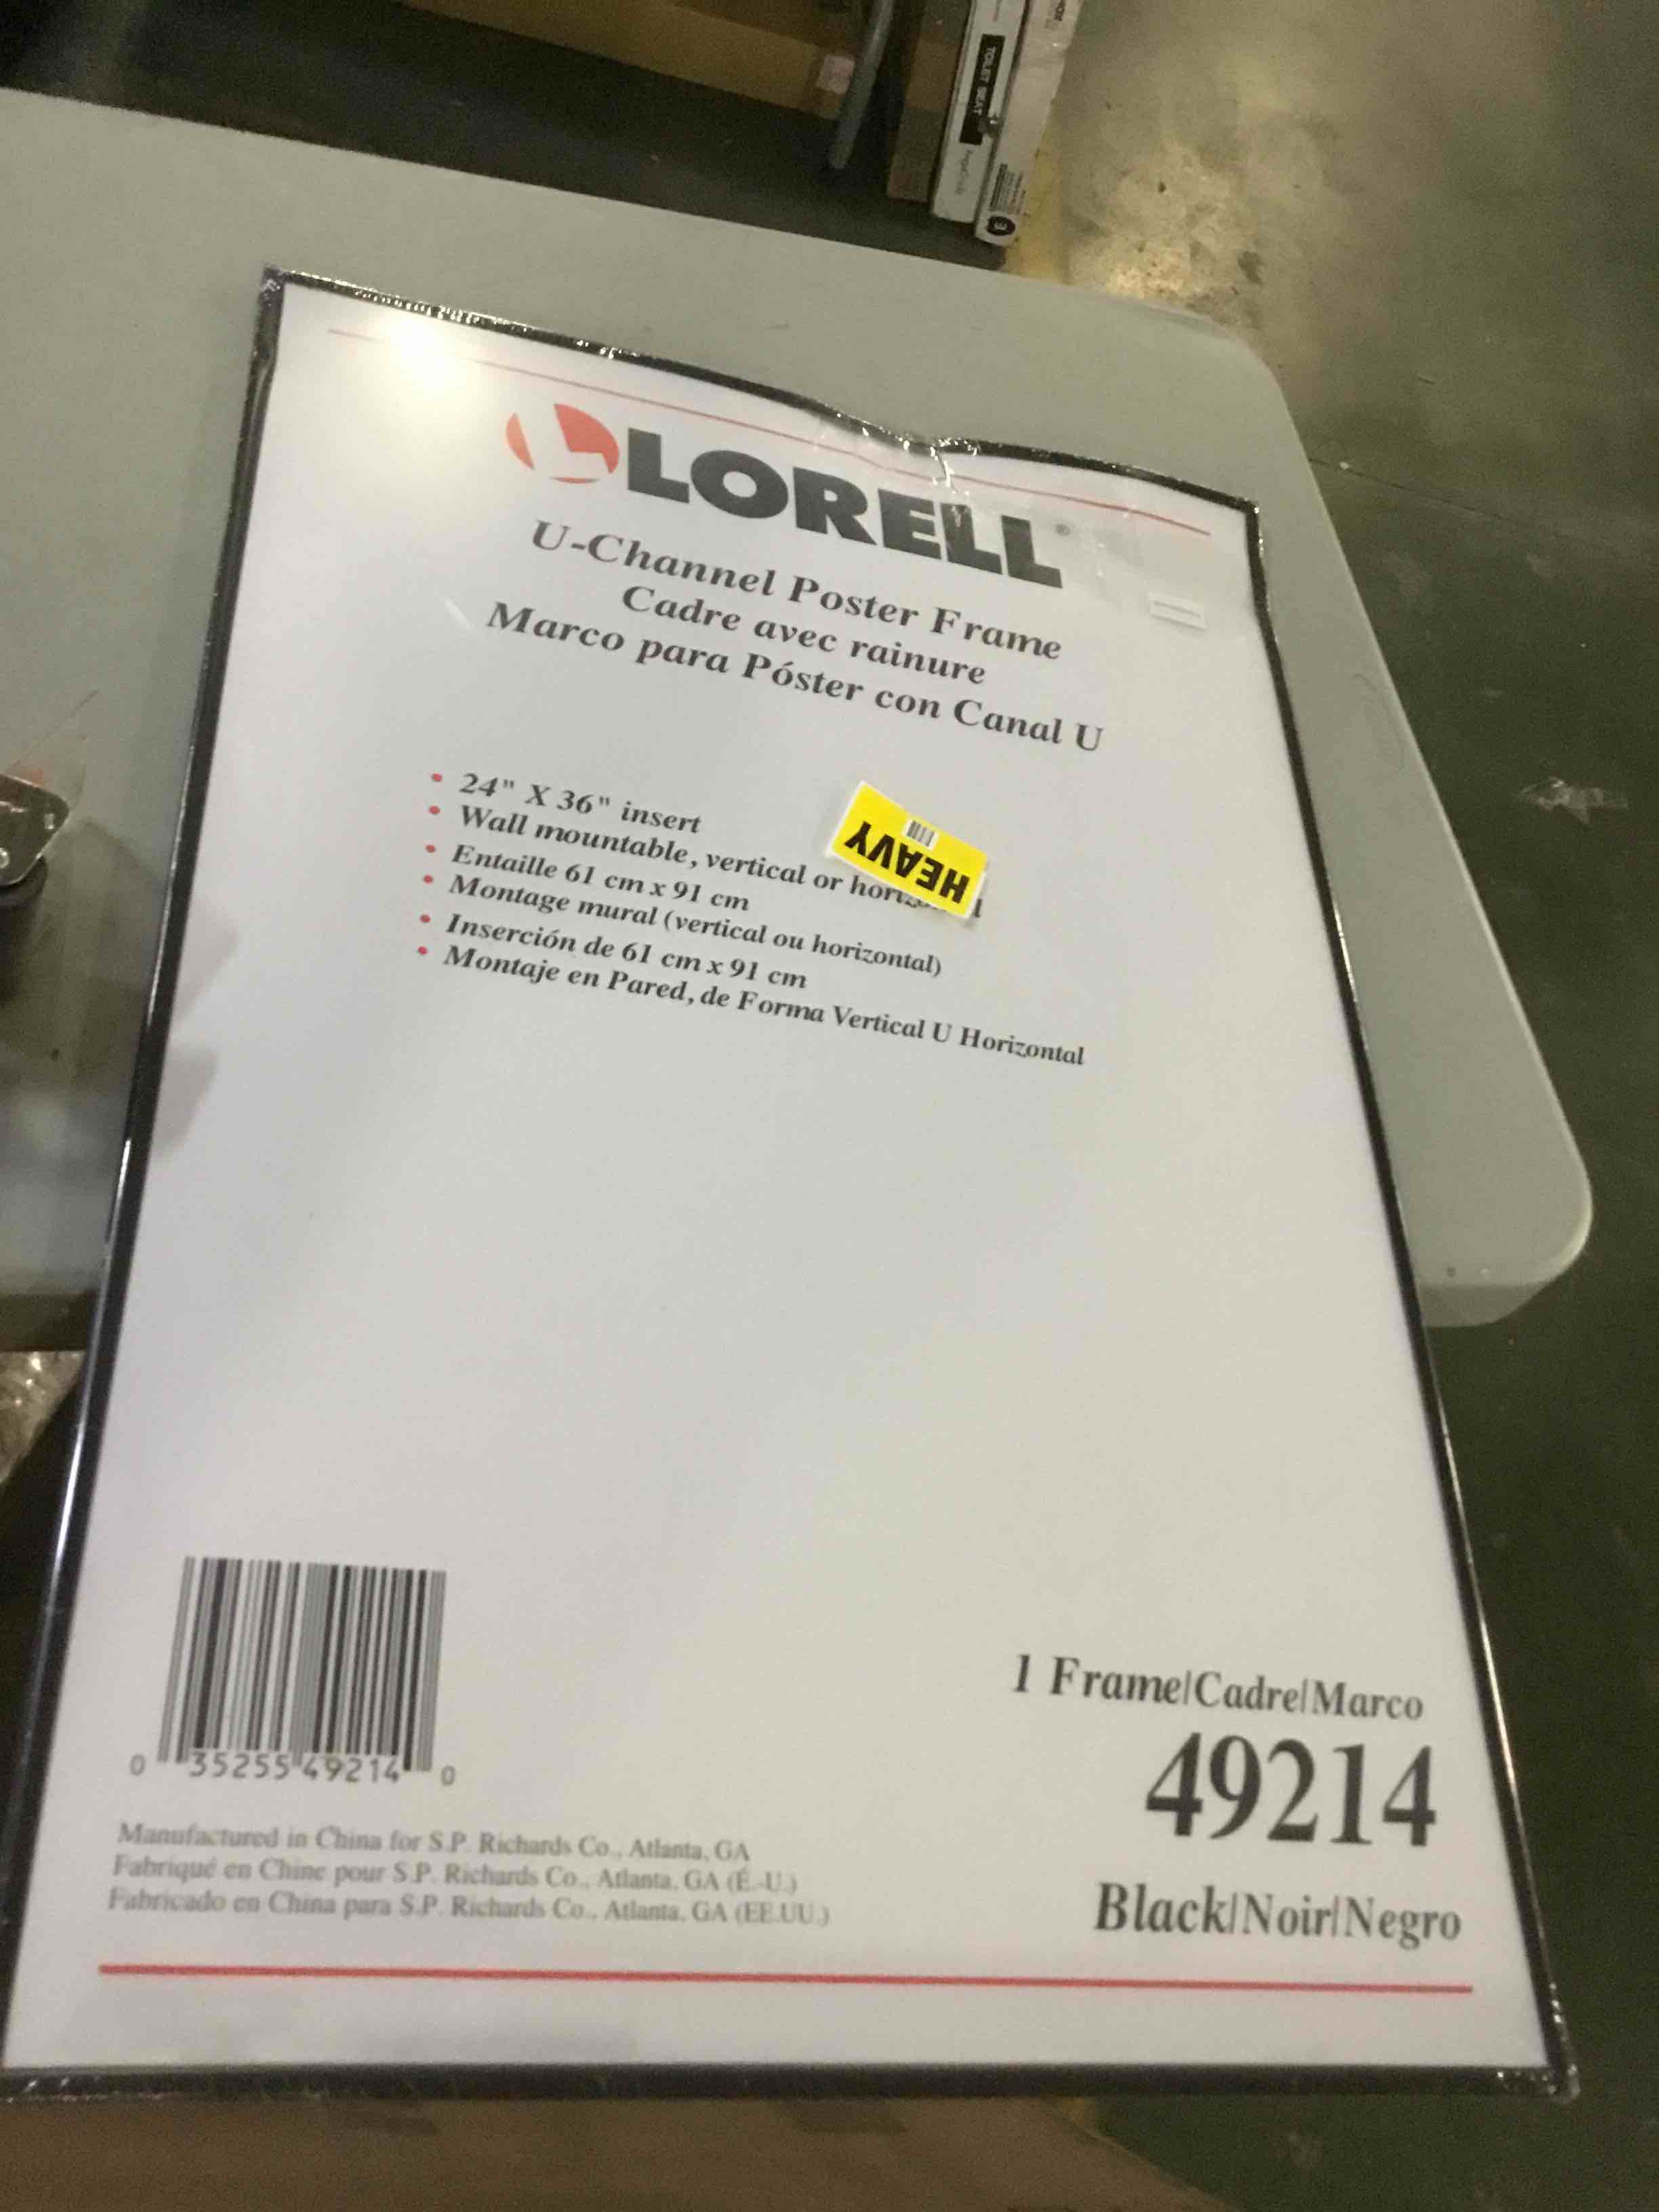 TOILET SEAT
LORELL®
U-Channel Poster Frame
Cadre avec rainure
Marco para Póster con Canal U
• 24" X 36" insert
• Wall mountable, vertical or
HEAVY
• Entaille 61 cm x 91 cm
• Montage mural (vertical ou horizontal)
• Inserción de 61 cm x 91 cm
• Montaje en Pared, de Forma Vertical U Horizontal
1 Frame/Cadre/Marco
49214
Black/Noir/Negro
0 35255 49214 0
Manufactured in China for S.P. Richards Co., Atlanta, GA
Fabriqué en Chine pour S.P. Richards Co., Atlanta, GA (É.-U.)
Fabricado en China para S.P. Richards Co., Atlanta, GA (EE.UU.)